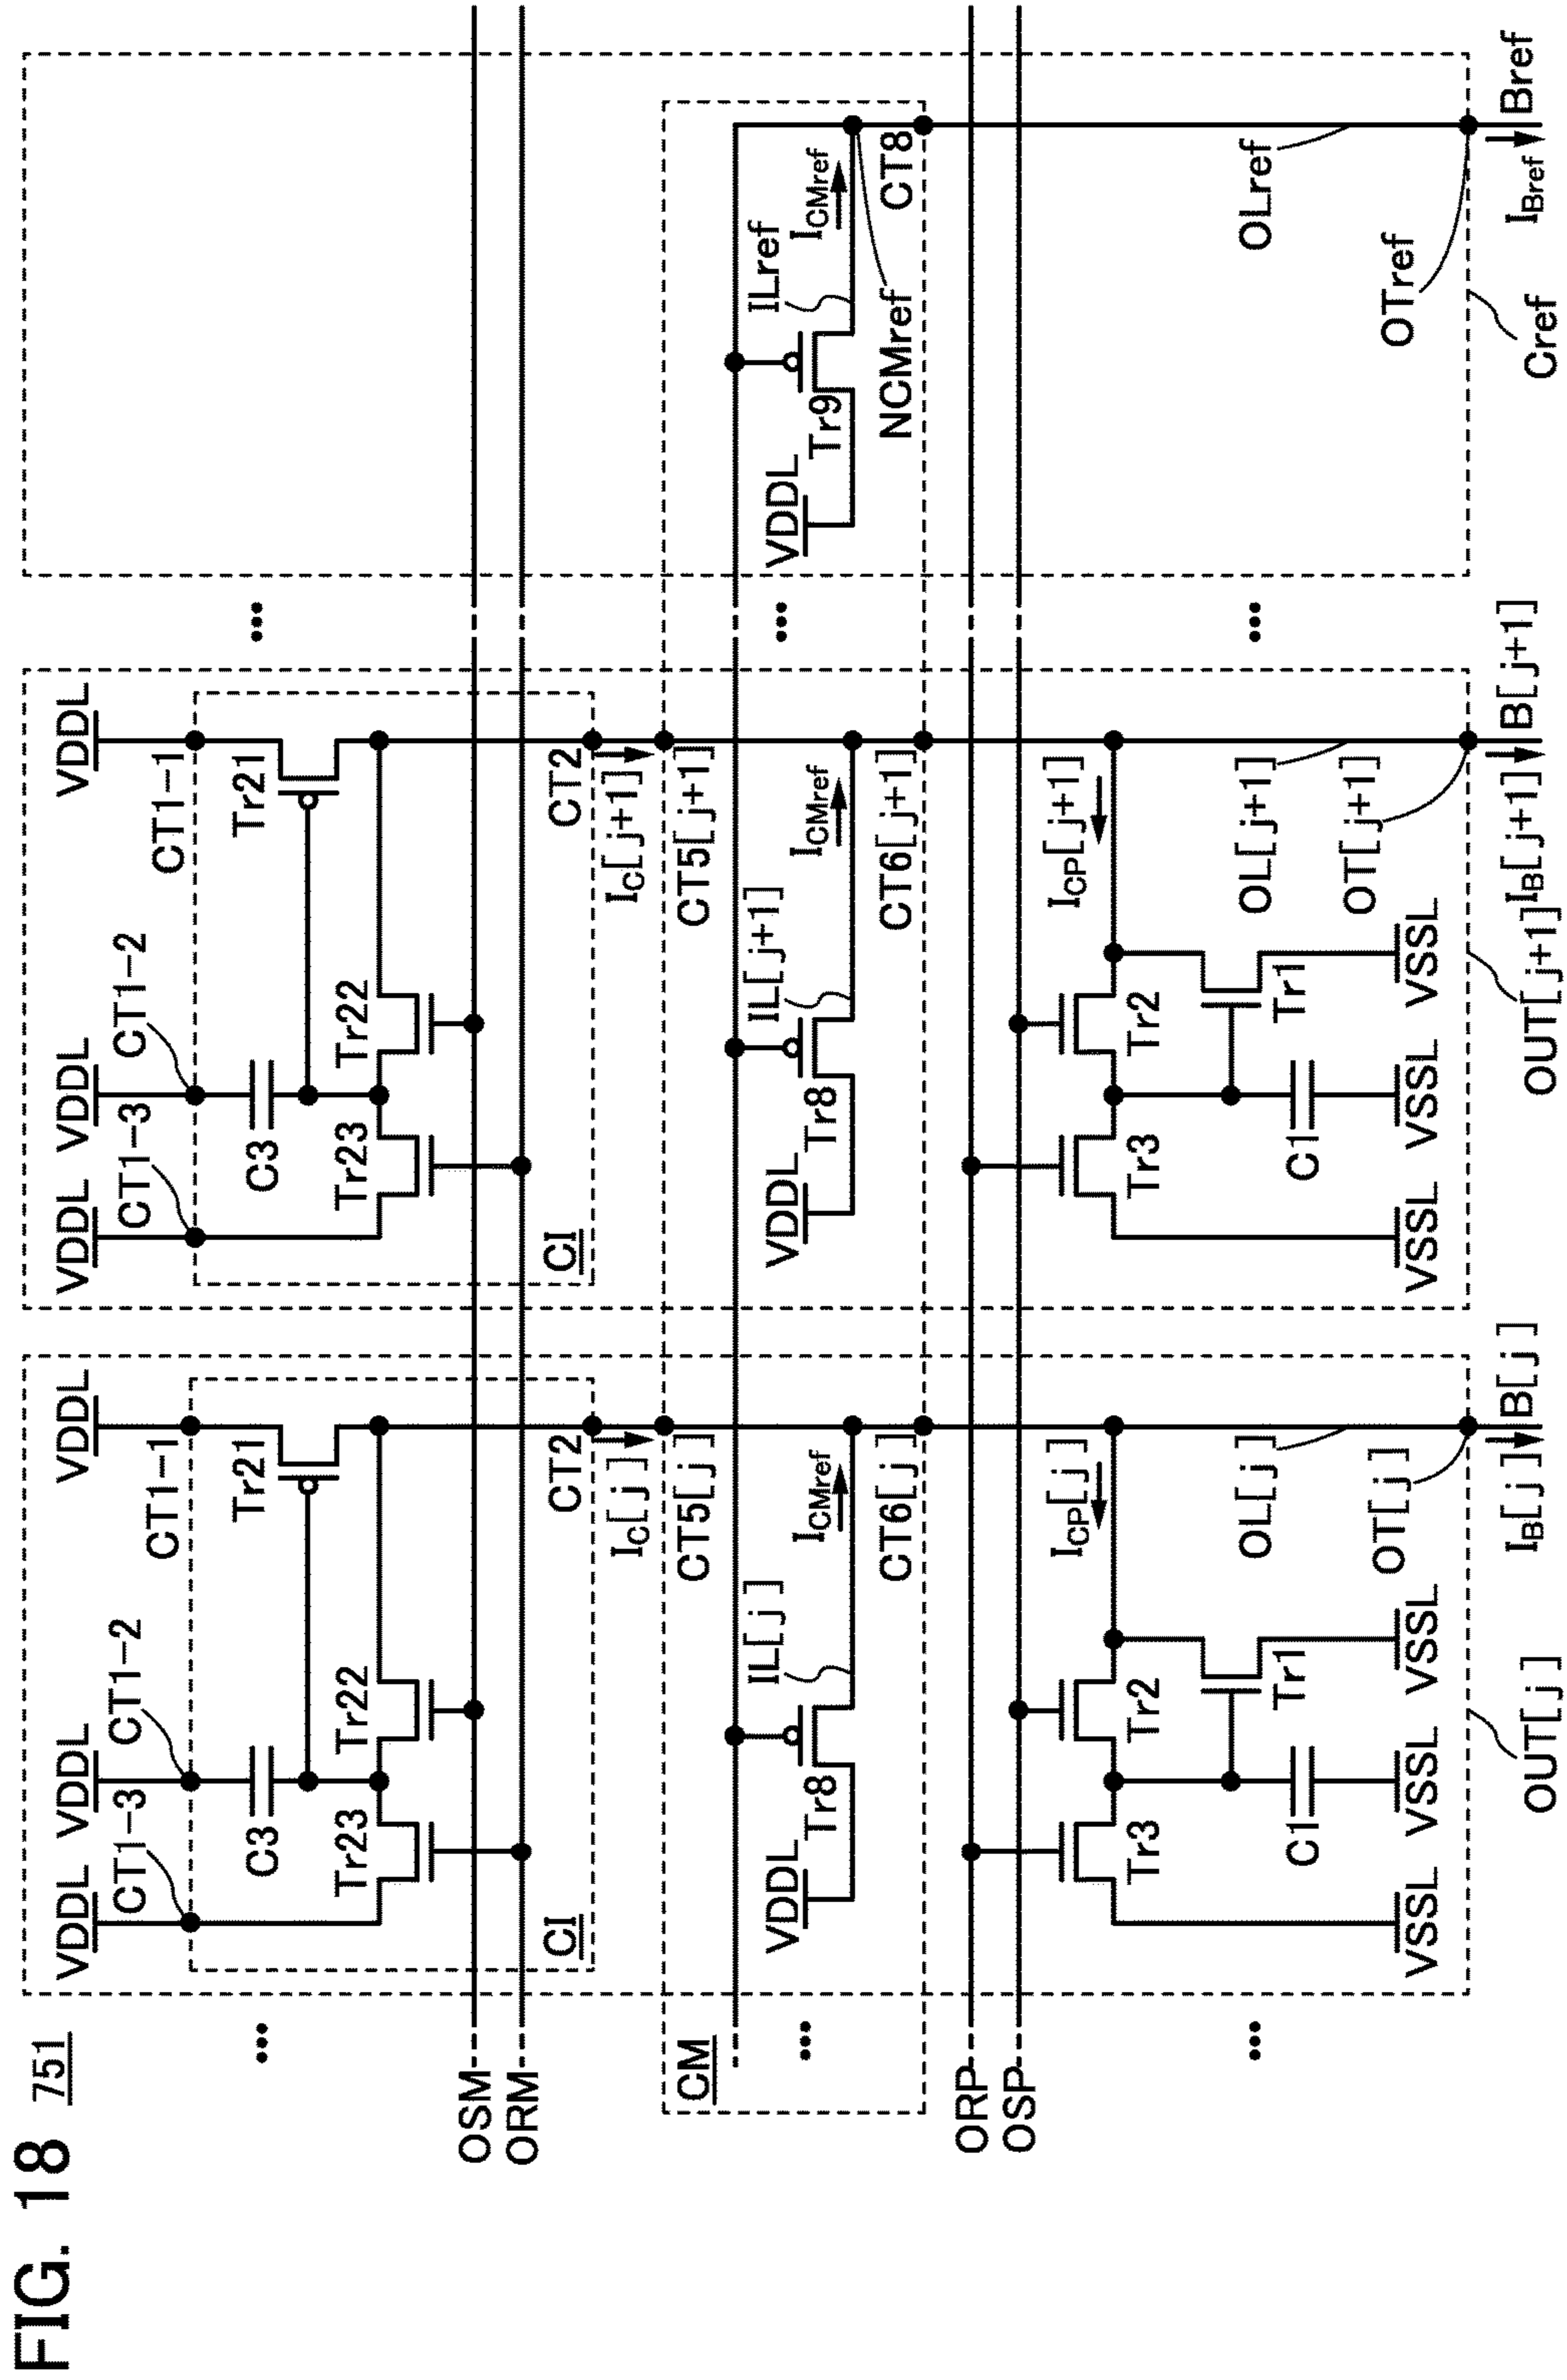 FIG. 18
751
VDDL
VDDL
VDDL
CT1-3
CT1-2
CT1-1
C3
Tr21
Tr23
Tr22
CI
CT2
IC[j]
VDDL
VDDL
VDDL
CT1-3
CT1-2
CT1-1
C3
Tr21
Tr23
Tr22
CI
CT2
IC[j+1]
OSM
ORM
CM
CT5[j]
IL[j]
VDDL
Tr8
ICMref
CT6[j]
CT5[j+1]
IL[j+1]
VDDL
Tr8
ICMref
CT6[j+1]
ILref
VDDL
Tr9
ICMref
NCMref
CT8
ORP
OSP
ICP[j]
Tr3
Tr2
Tr1
C1
VSSL
VSSL
VSSL
OL[j]
OT[j]
OUT[j]
IB[j]
B[j]
ICP[j+1]
Tr3
Tr2
Tr1
C1
VSSL
VSSL
VSSL
OL[j+1]
OT[j+1]
OUT[j+1]
IB[j+1]
B[j+1]
OLref
OTref
Cref
IBref
Bref